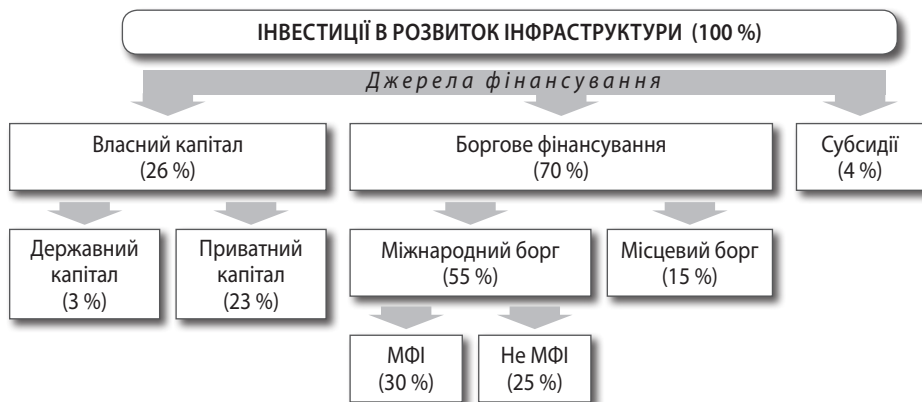 ІНВЕСТИЦІЇ В РОЗВИТОК ІНФРАСТРУКТУРИ (100 %)
Джерела фінансування
Власний капітал
(26 %)
Боргове фінансування
(70 %)
Субсидії
(4 %)
Державний
капітал
(3 %)
Приватний
капітал
(23 %)
Міжнародний борг
(55 %)
Місцевий борг
(15 %)
МФІ
(30 %)
Не МФІ
(25 %)